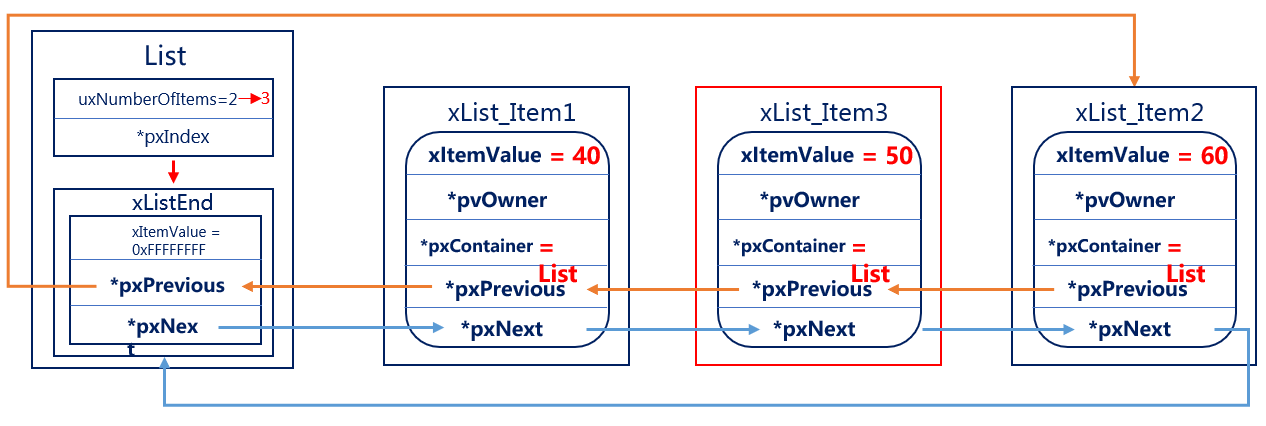 List
uxNumberOfItems=2→3
*pxIndex
xListEnd
xItemValue =
0xFFFFFFFF
*pxPrevious
*pxNex
t
xList_Item1
xItemValue = 40
*pvOwner
*pxContainer =
List
*pxPrevious
*pxNext
xList_Item3
xItemValue = 50
*pvOwner
*pxContainer =
List
*pxPrevious
*pxNext
xList_Item2
xItemValue = 60
*pvOwner
*pxContainer =
List
*pxPrevious
*pxNext